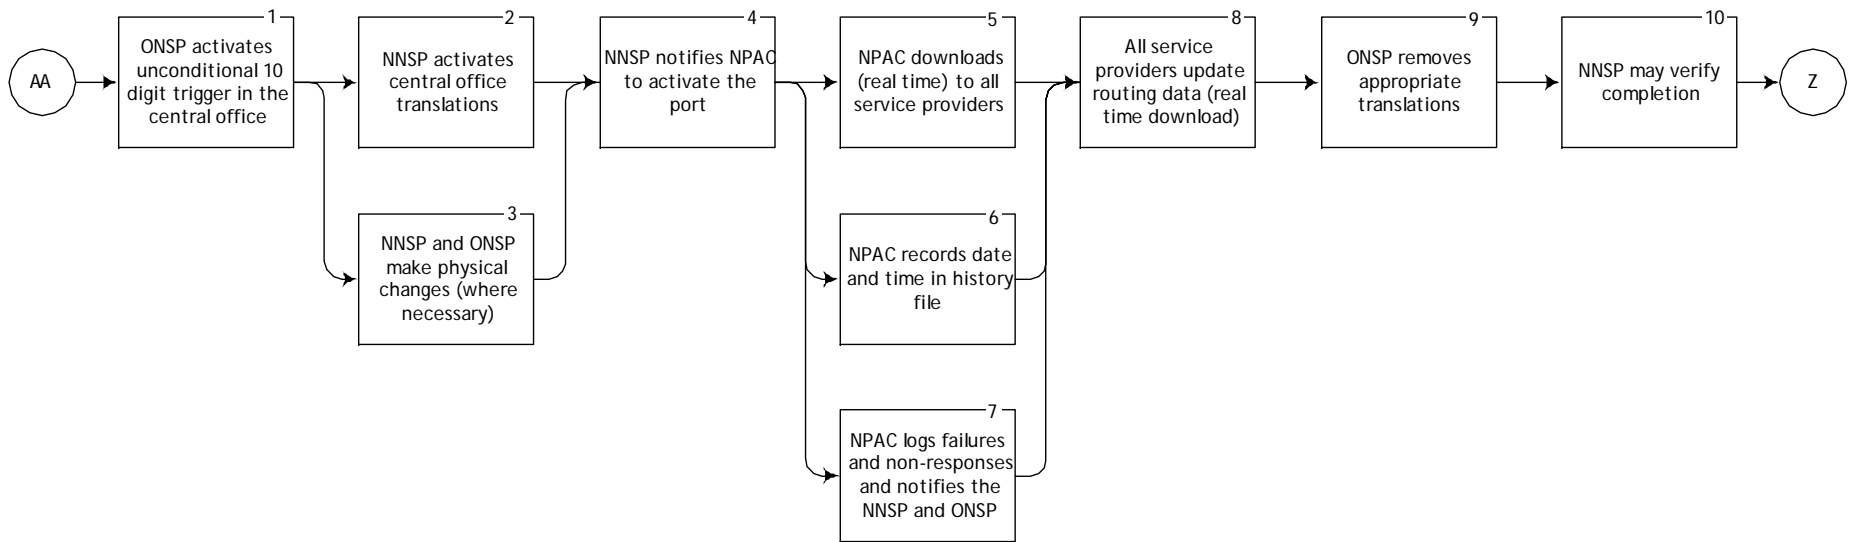 AA
1
ONSP activates
unconditional 10
digit trigger in the
central office
2
NNSP activates
central office
translations
3
NNSP and ONSP
make physical
changes (where
necessary)
4
NNSP notifies NPAC
to activate the
port
5
NPAC downloads
(real time) to all
service providers
6
NPAC records date
and time in history
file
7
NPAC logs failures
and non-responses
and notifies the
NNSP and ONSP
8
All service
providers update
routing data (real
time download)
9
ONSP removes
appropriate
translations
10
NNSP may verify
completion
Z